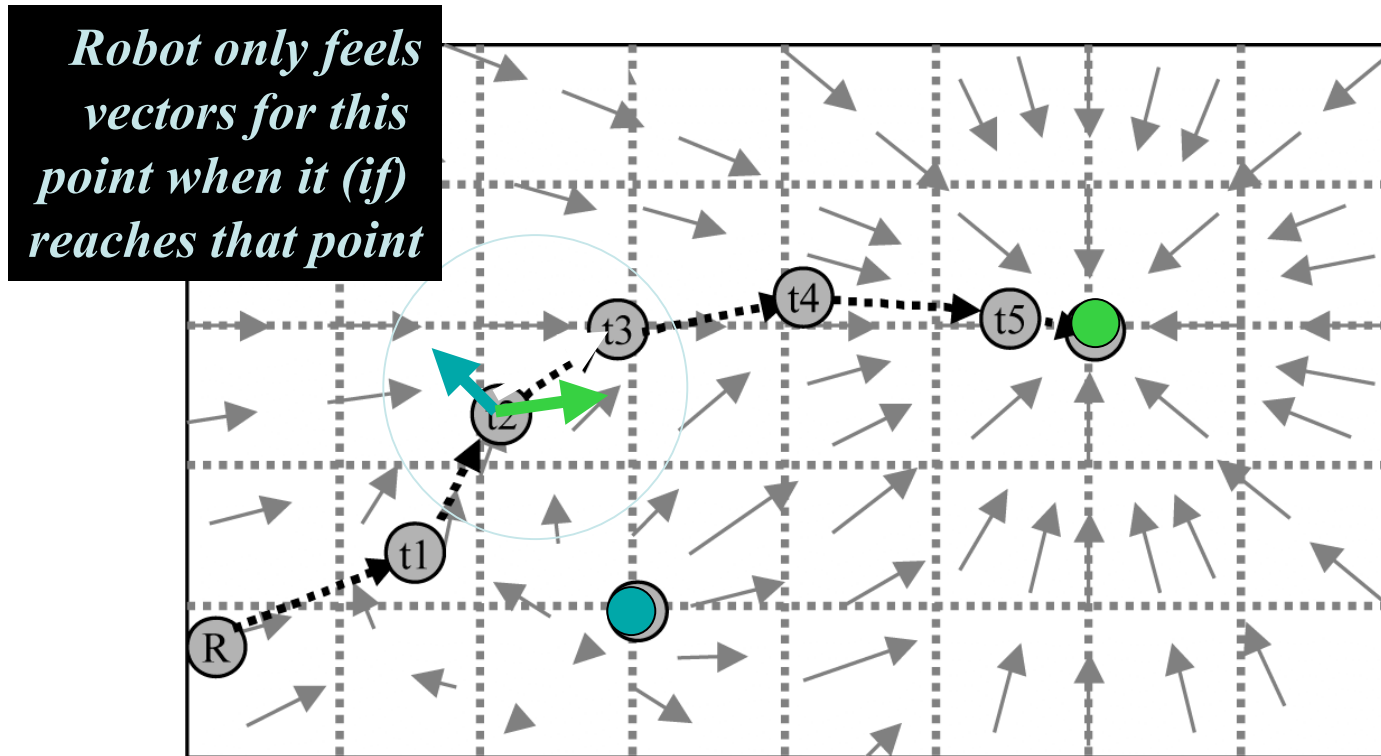 Robot only feels
vectors for this
point when it (if)
reaches that point
t4
t5
t3
t2
t1
R